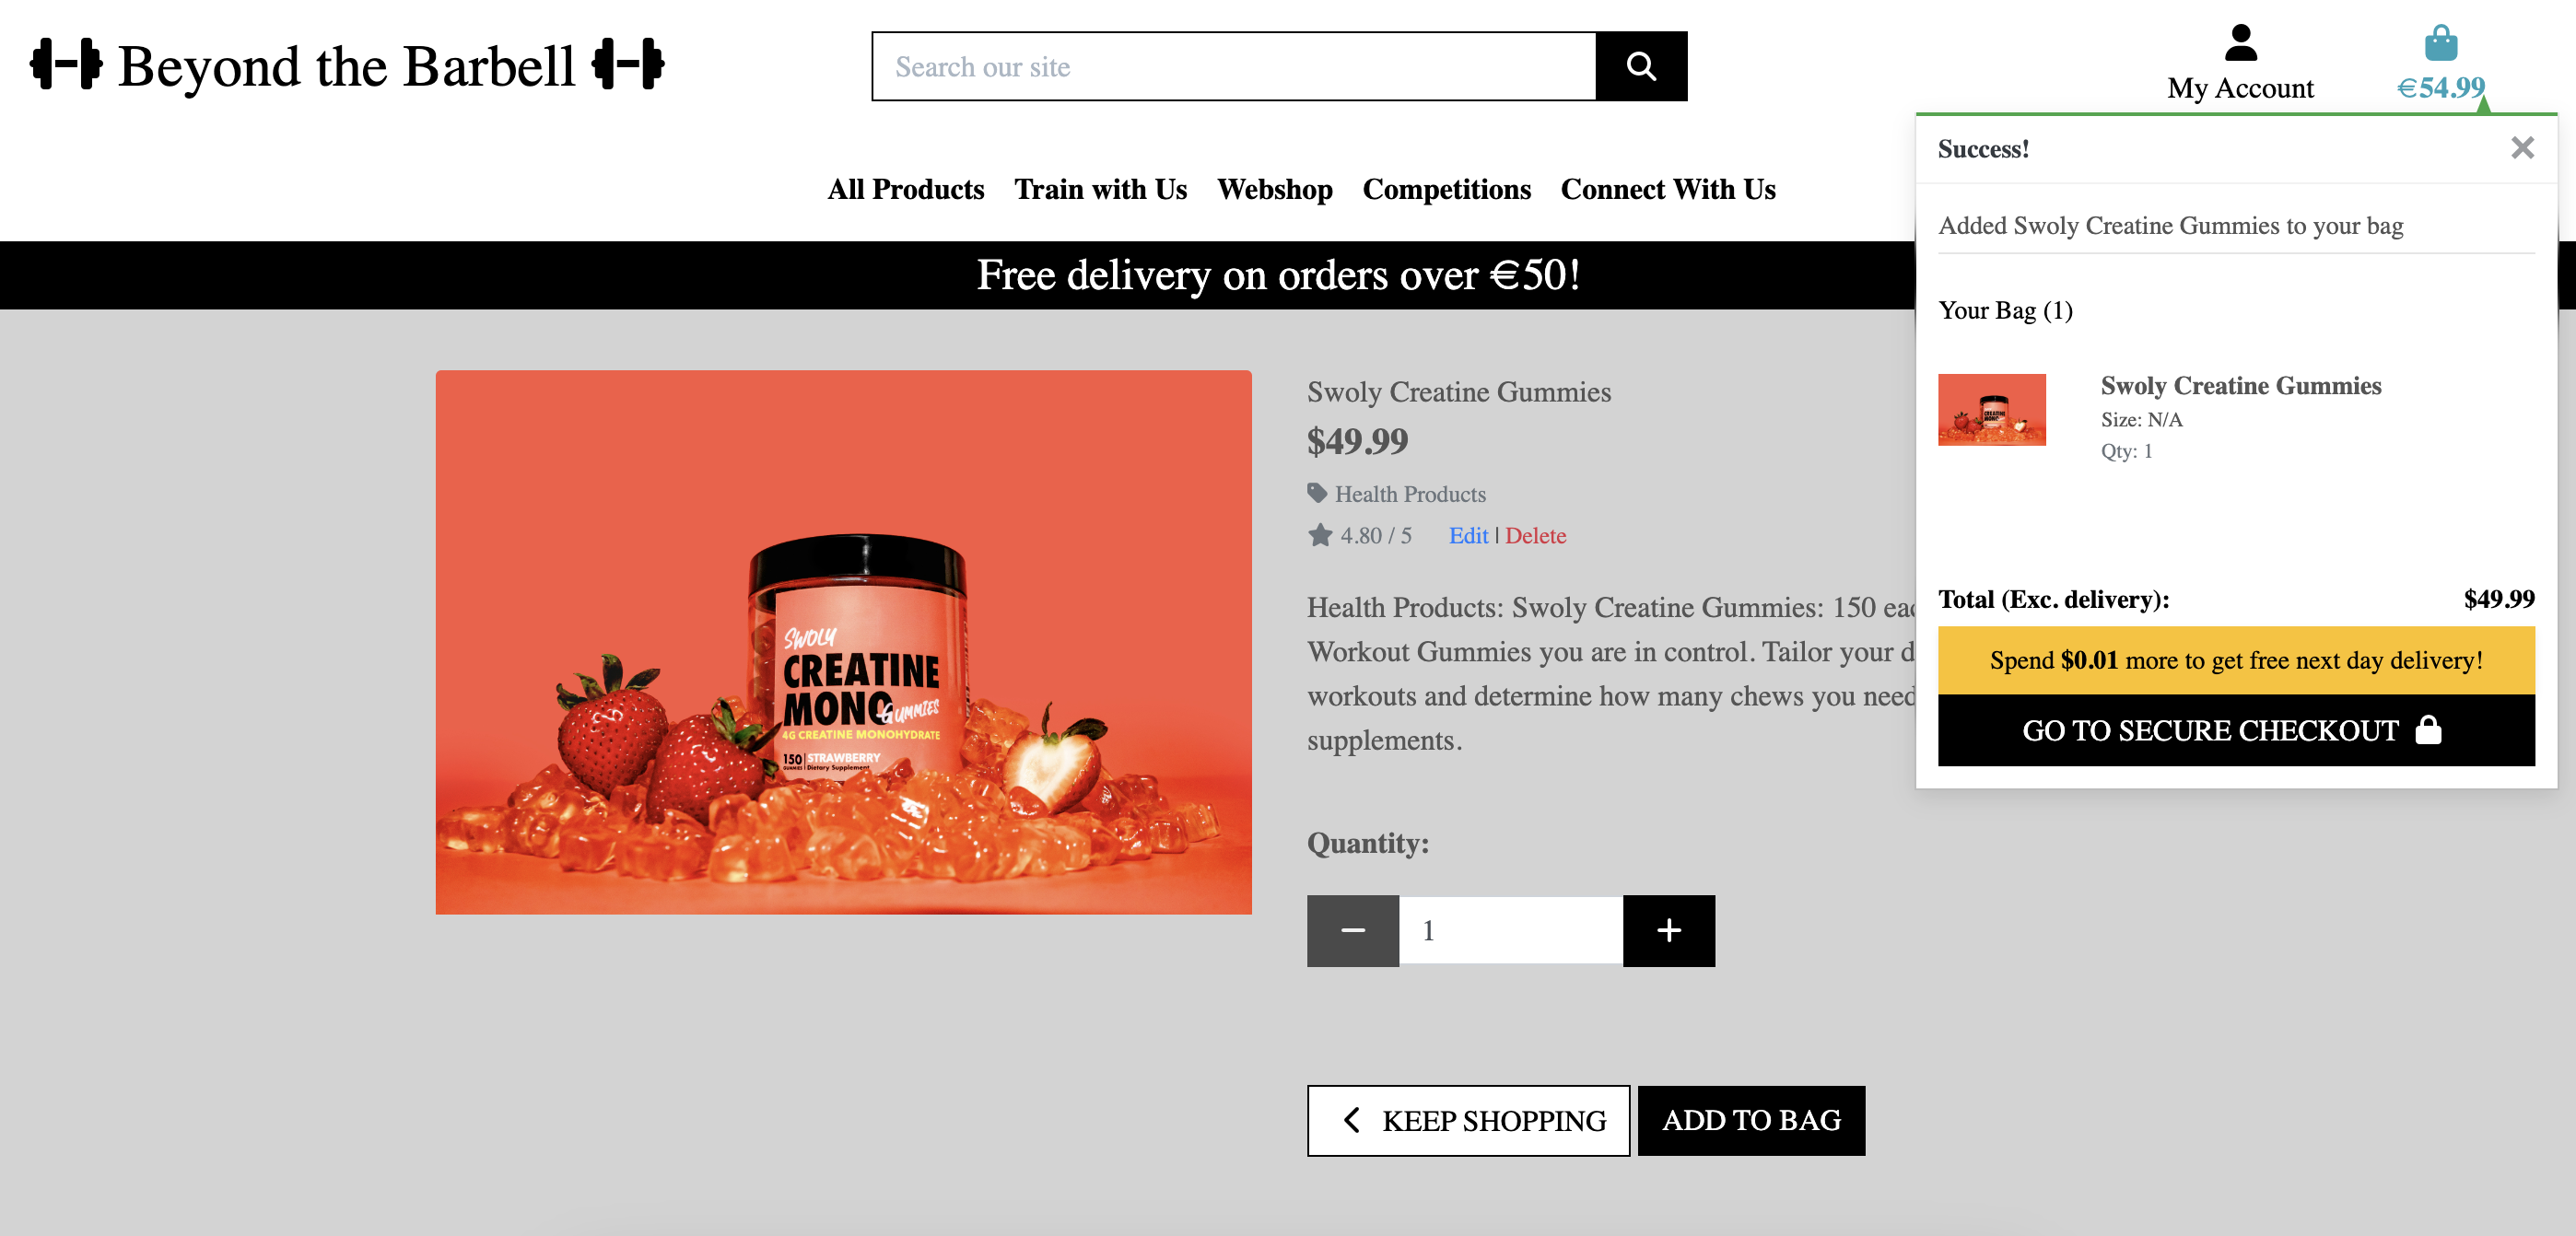 Beyond the Barbell
Search our site
My Account
€54.99
All Products Train with Us Webshop Competitions Connect With Us
Free delivery on orders over €50!
Success!
Added Swoly Creatine Gummies to your bag
Your Bag (1)
Swoly Creatine Gummies
Size: N/A
Qty: 1
Total (Exc. delivery): $49.99
Spend $0.01 more to get free next day delivery!
GO TO SECURE CHECKOUT
SWOLY
CREATINE
MONO GUMMIES
4G CREATINE MONOHYDRATE
150 STRAWBERRY
GUMMIES Dietary Supplement
Swoly Creatine Gummies
$49.99
Health Products
4.80 / 5 Edit | Delete
Health Products: Swoly Creatine Gummies: 150 eac
Workout Gummies you are in control. Tailor your d
workouts and determine how many chews you need
supplements.
Quantity:
1
KEEP SHOPPING
ADD TO BAG